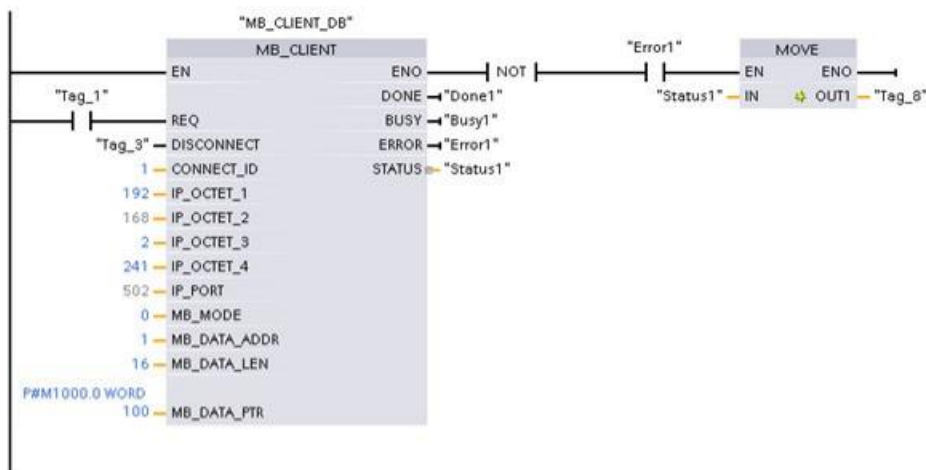 "MB_CLIENT_DB"
MB_CLIENT
"Error1"
MOVE
EN ENO
NOT
EN ENO
"Tag_1"
DONE "Done1"
"Status1" IN OUT1 "Tag_8"
REQ BUSY "Busy1"
"Tag_3" DISCONNECT ERROR "Error1"
1 CONNECT_ID STATUS "Status1"
192 IP_OCTET_1
168 IP_OCTET_2
2 IP_OCTET_3
241 IP_OCTET_4
502 IP_PORT
0 MB_MODE
1 MB_DATA_ADDR
16 MB_DATA_LEN
P#M1000.0 WORD
100 MB_DATA_PTR